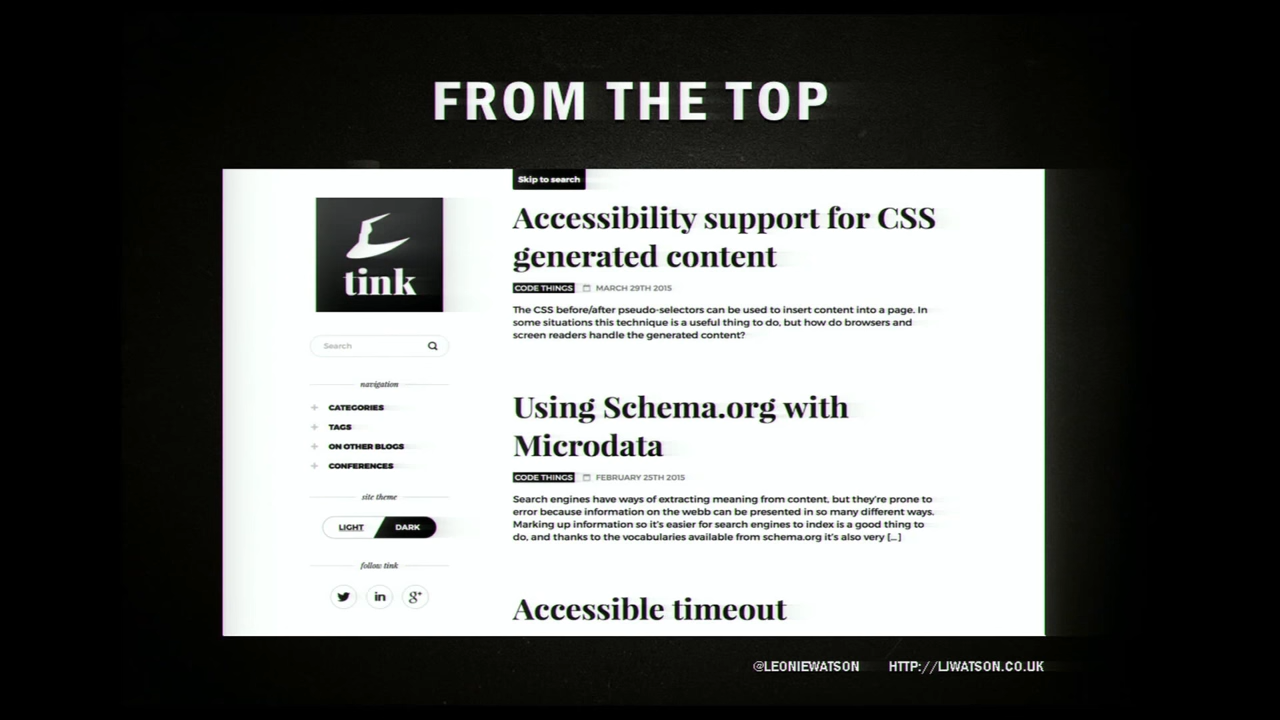 FROM THE TOP
Skip to search
tink
Search
navigation
CATEGORIES
TAGS
ON OTHER BLOGS
CONFERENCES
site theme
LIGHT DARK
follow tink
in
g+
Accessibility support for CSS
generated content
CODE THINGS MARCH 29TH 2015
The CSS before/after pseudo-selectors can be used to insert content into a page. In
some situations this technique is a useful thing to do, but how do browsers and
screen readers handle the generated content?
Using Schema.org with
Microdata
CODE THINGS FEBRUARY 25TH 2015
Search engines have ways of extracting meaning from content, but they're prone to
error because information on the webb can be presented in so many different ways.
Marking up information so it's easier for search engines to index is a good thing to
do, and thanks to the vocabularies available from schema.org it's also very [...]
Accessible timeout
@LEONIEWATSON HTTP://LJWATSON.CO.UK